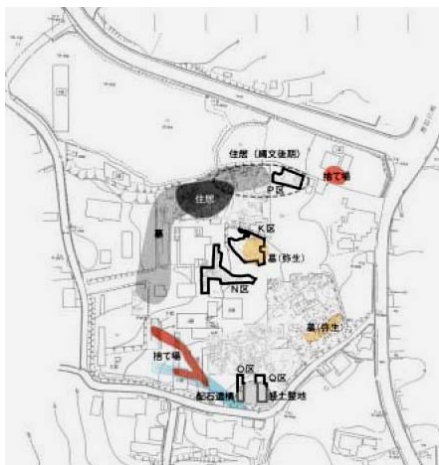 住居（縄文後期）
捨て場
P区
住居
K区
墓(弥生)
墓
N区
墓(弥生)
捨て場
O区
Q区
配石遺構
盛土整地